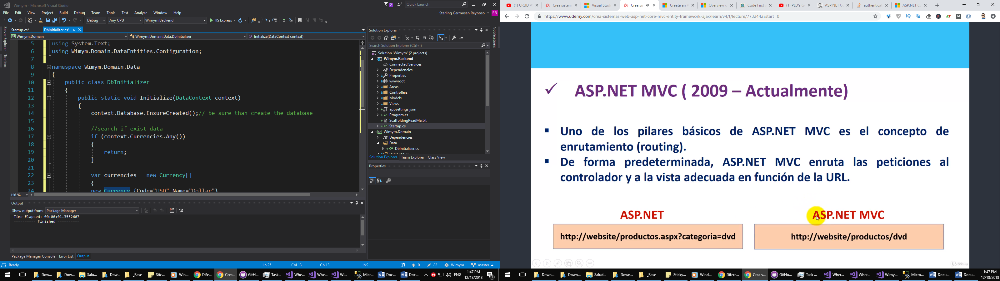 Wimym - Microsoft Visual Studio
2
Quick Launch
File Edit View Project Build Debug Team Tools Test Analyze Window Help
Starling Germosen Reynoso SR
Debug Any CPU Wimym.Backend IIS Express
Server Explorer
Toolbox
Startup.cs* DbInitializer.cs*
Wimym.Domain Wimym.Domain.Data.DbInitializer Initialize(DataContext context)
5 using System.Text;
6 using Wimym.Domain.DataEntities.Configuration;
7
8 namespace Wimym.Domain.Data
9 {
10 public class DbInitializer
11 {
12 public static void Initialize(DataContext context)
13 {
14 context.Database.EnsureCreated();// be sure than create the database
15
16 //search if exist data
17 if (context.Currencies.Any())
18 {
19 return;
20 }
21
22 var currencies = new Currency[]
23 {
24 new Currency {Code="USD",Name="Dollar"},
146 %
Output
Show output from: Package Manager
Time Elapsed: 00:00:01.3552607
========== Finished ==========
Package Manager Console Error List Output
Ready Ln 25 Col 13 Ch 13 INS 0 82 Wimym master
Solution Explorer
Search Solution Explorer (Ctrl+;)
Solution 'Wimym' (2 projects)
Wimym.Backend
Connected Services
Dependencies
Properties
wwwroot
Areas
Controllers
Models
Views
appsettings.json
Program.cs
ScaffoldingReadMe.txt
Startup.cs
Wimym.Domain
Dependencies
Data
DbInitializer.cs
DataEntities
Solution Explorer Team Explorer Class View
Properties
Notifications
Dow... Dow... Salu... Dow... _Base Stic... Win... Dife... Crea... GitH... Task... Whe... Whe... Wi... Micr... Doc... Doc... ENG 1:47 PM
12/18/2018
1
(1) CRUD A Crea sistem Visual Studi Crea sis Create an A Overview o Code First (1) PLD's G ASP.NET Co authentica ASP.NET Co
https://www.udemy.com/crea-sistemas-web-asp-net-core-mvc-entity-framework-ajax/learn/v4/t/lecture/7732442?start=0
IQ
ASP.NET MVC ( 2009 – Actualmente)
Uno de los pilares básicos de ASP.NET MVC es el concepto de
enrutamiento (routing).
De forma predeterminada, ASP.NET MVC enruta las peticiones al
controlador y a la vista adecuada en función de la URL.
ASP.NET ASP.NET MVC
http://website/productos.aspx?categoria=dvd http://website/productos/dvd
Udemy
Down... Down... Salud... Down... _Base Sticky... Wind... Difere... Crea s... GitHu... Task ... Wher... Wher... Wimy... Micro... Docu... Docu... 1:47 PM
12/18/2018